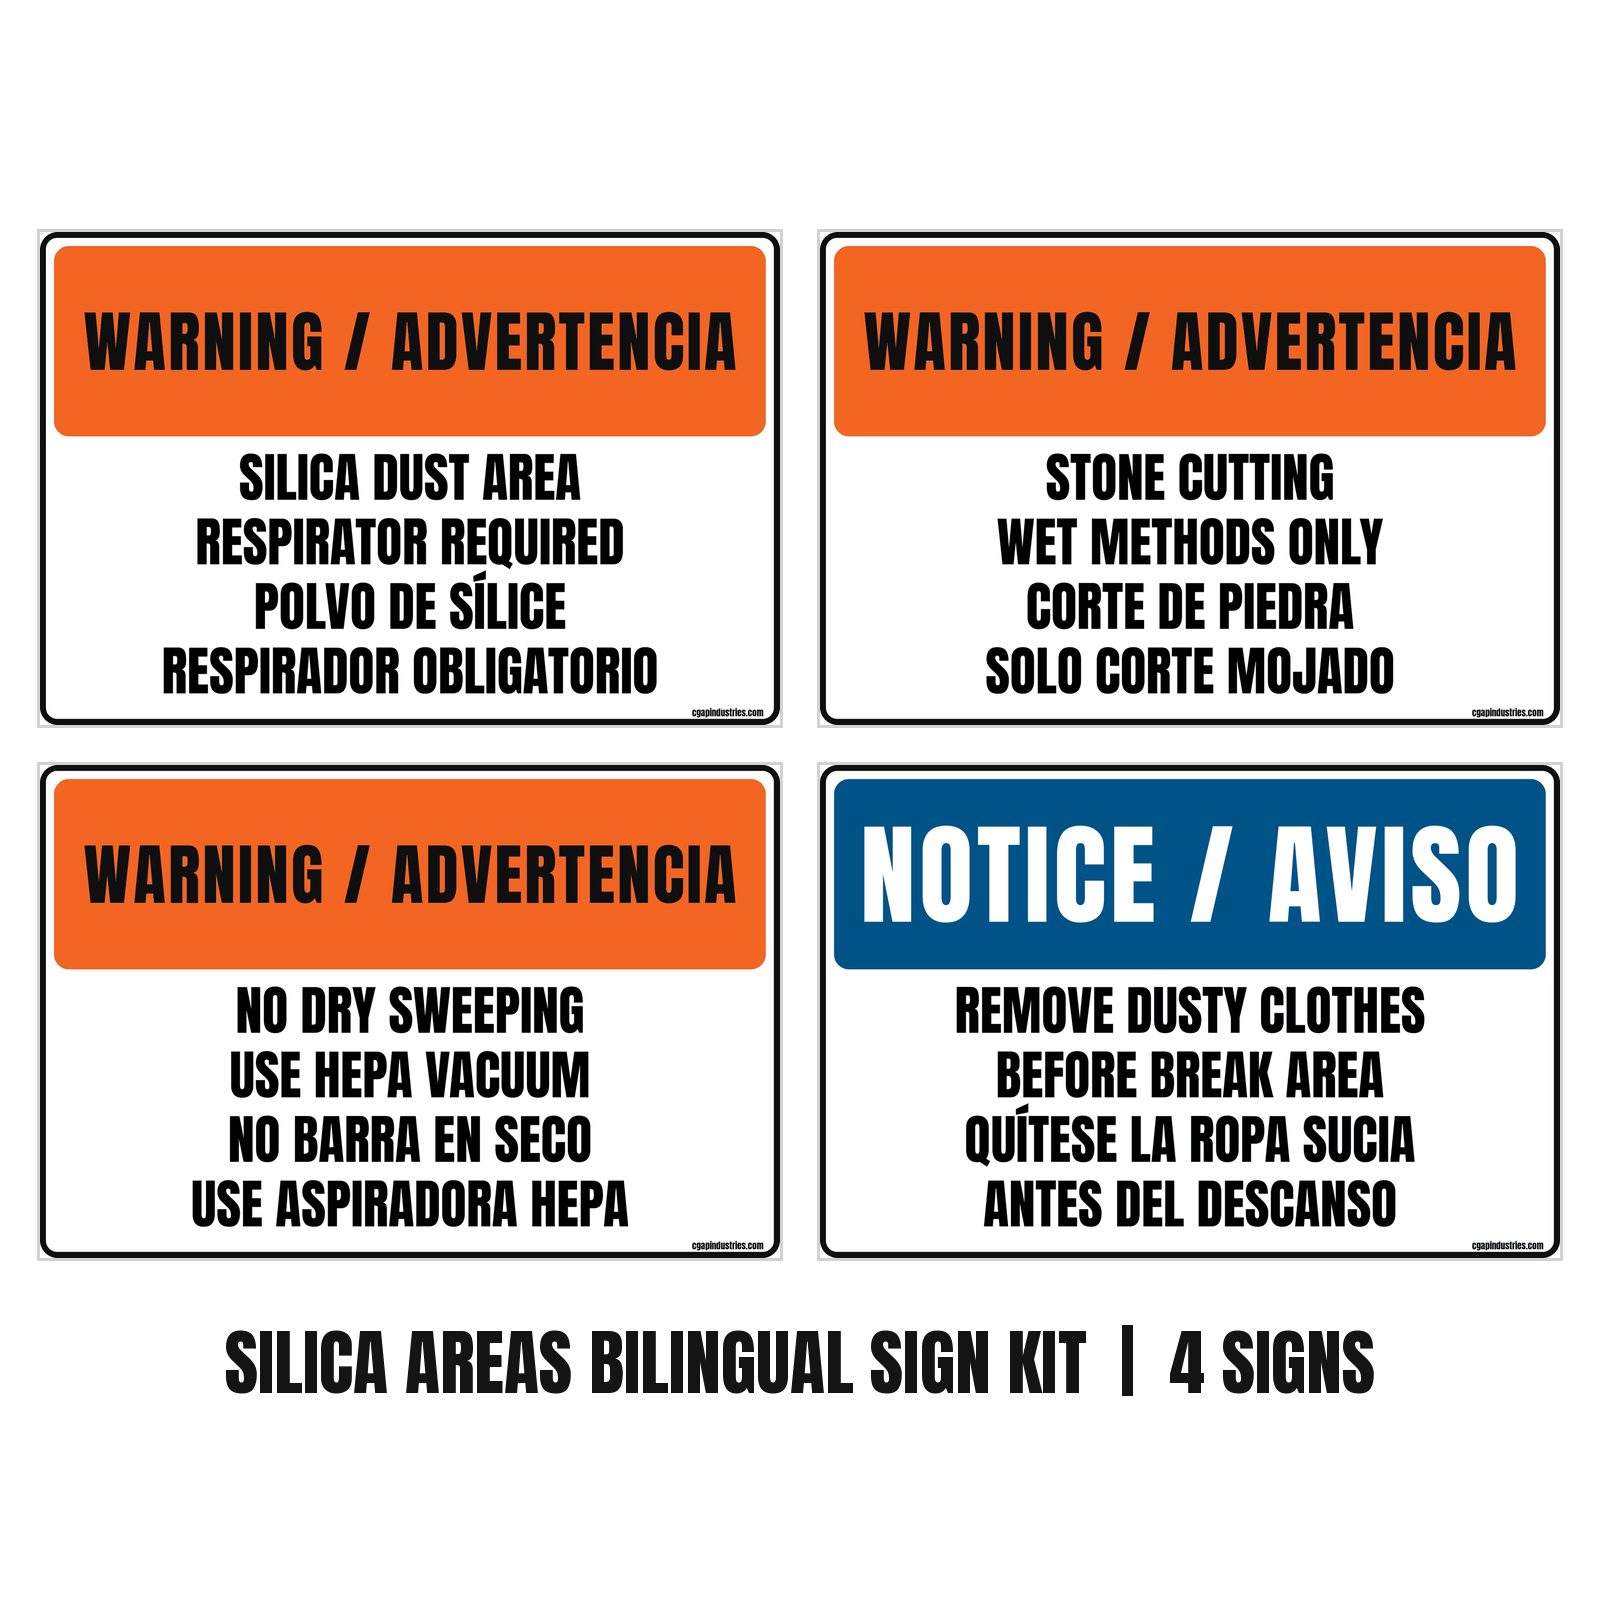 WARNING / ADVERTENCIA
SILICA DUST AREA
RESPIRATOR REQUIRED
POLVO DE SÍLICE
RESPIRADOR OBLIGATORIO
cgapindustries.com
WARNING / ADVERTENCIA
STONE CUTTING
WET METHODS ONLY
CORTE DE PIEDRA
SOLO CORTE MOJADO
cgapindustries.com
WARNING / ADVERTENCIA
NO DRY SWEEPING
USE HEPA VACUUM
NO BARRA EN SECO
USE ASPIRADORA HEPA
cgapindustries.com
NOTICE / AVISO
REMOVE DUSTY CLOTHES
BEFORE BREAK AREA
QUÍTESE LA ROPA SUCIA
ANTES DEL DESCANSO
cgapindustries.com
SILICA AREAS BILINGUAL SIGN KIT | 4 SIGNS